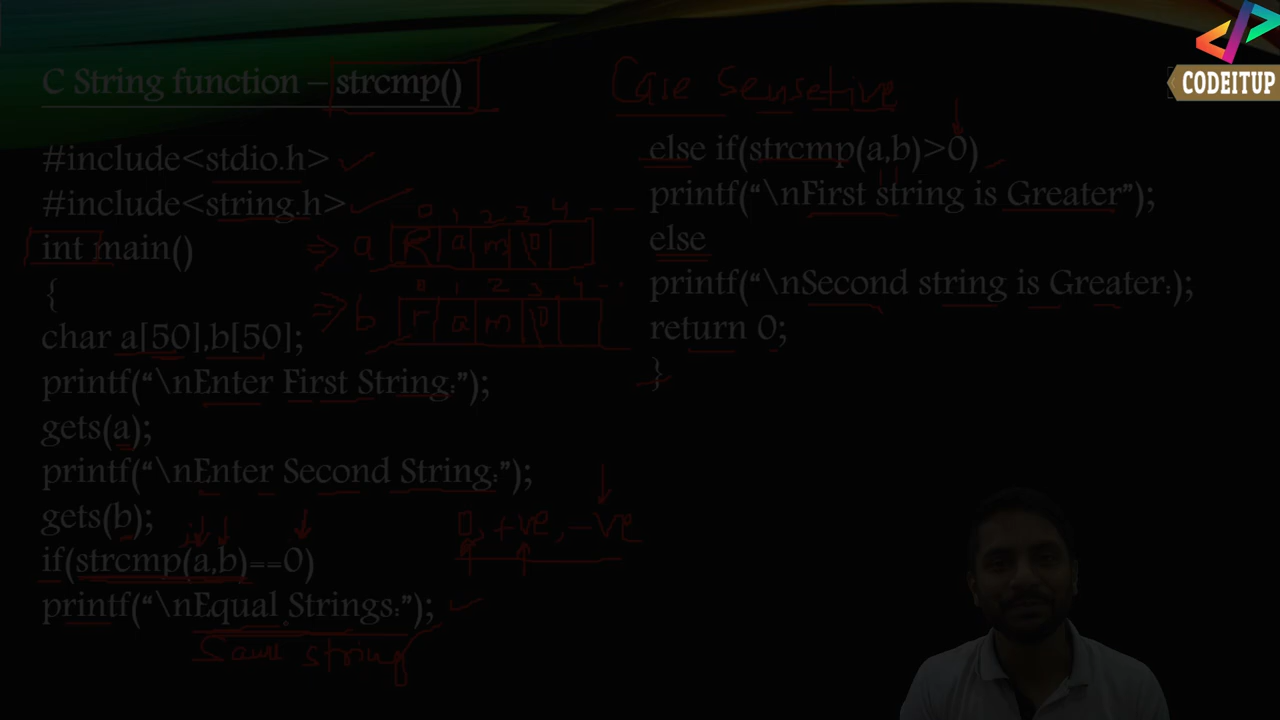 C String function – strcmp()
Case Sensetive
CODEITUP
#include<stdio.h>
#include<string.h>
int main()
{
char a[50],b[50];
printf(“\nEnter First String:”);
gets(a);
printf(“\nEnter Second String:”);
gets(b);
if(strcmp(a,b)==0)
printf(“\nEqual Strings:”);
Same string
0 1 2 3 4 ...
⇒ a R a m \0
0 1 2 3 4 ..
⇒ b r a m \0
0, +ve, -ve
else if(strcmp(a,b)>0)
printf(“\nFirst string is Greater”);
else
printf(“\nSecond string is Greater:);
return 0;
}